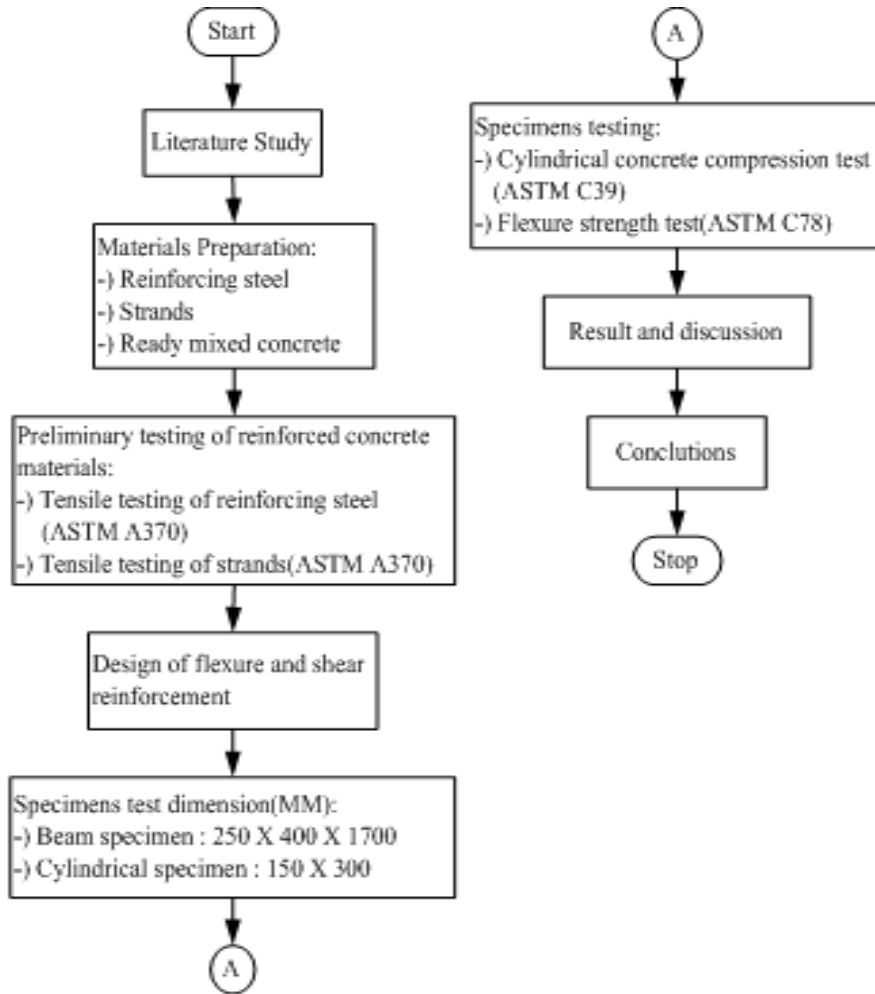 Start
Literature Study
Materials Preparation:
-) Reinforcing steel
-) Strands
-) Ready mixed concrete
Preliminary testing of reinforced concrete
materials:
-) Tensile testing of reinforcing steel
(ASTM A370)
-) Tensile testing of strands(ASTM A370)
Design of flexure and shear
reinforcement
Specimens test dimension(MM):
-) Beam specimen : 250 X 400 X 1700
-) Cylindrical specimen : 150 X 300
A
A
Specimens testing:
-) Cylindrical concrete compression test
(ASTM C39)
-) Flexure strength test(ASTM C78)
Result and discussion
Conclutions
Stop